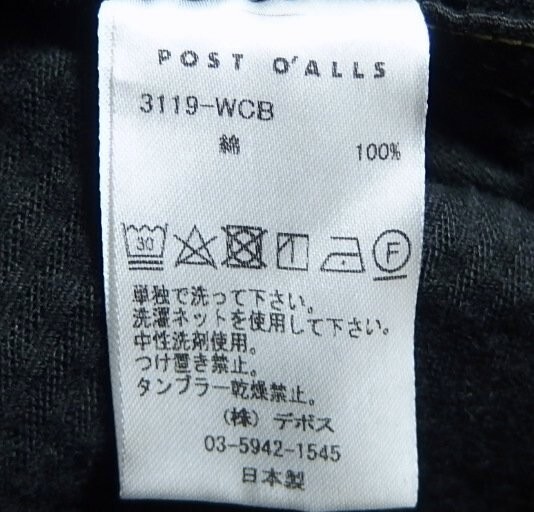 POST O'ALLS
3119-WCB
綿 100%
30
F
単独で洗って下さい。
洗濯ネットを使用して下さい。
中性洗剤使用。
つけ置き禁止。
タンブラー乾燥禁止。
（株）デポス
03-5942-1545
日本製